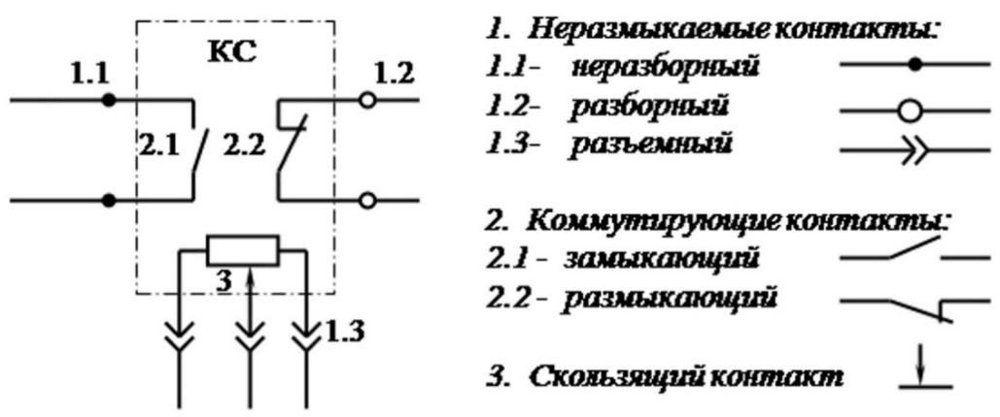 КС
1.1
1.2
2.1
2.2
3
1.3
1. Неразмыкаемые контакты:
1.1- неразборный
1.2- разборный
1.3- разъемный
2. Коммутирующие контакты:
2.1- замыкающий
2.2- размыкающий
3. Скользящий контакт